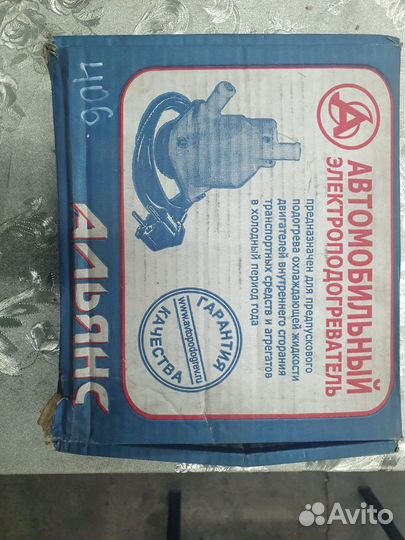 АВТОМОБИЛЬНЫЙ
ЭЛЕКТРОПОДОГРЕВАТЕЛЬ
предназначен для предпускового
подогрева охлаждающей жидкости
двигателей внутреннего сгорания
транспортных средств и агрегатов
в холодный период года
ГАРАНТИЯ
www.avtopodogrev.ru
КАЧЕСТВА
АЛЬЯНС
406
Avito